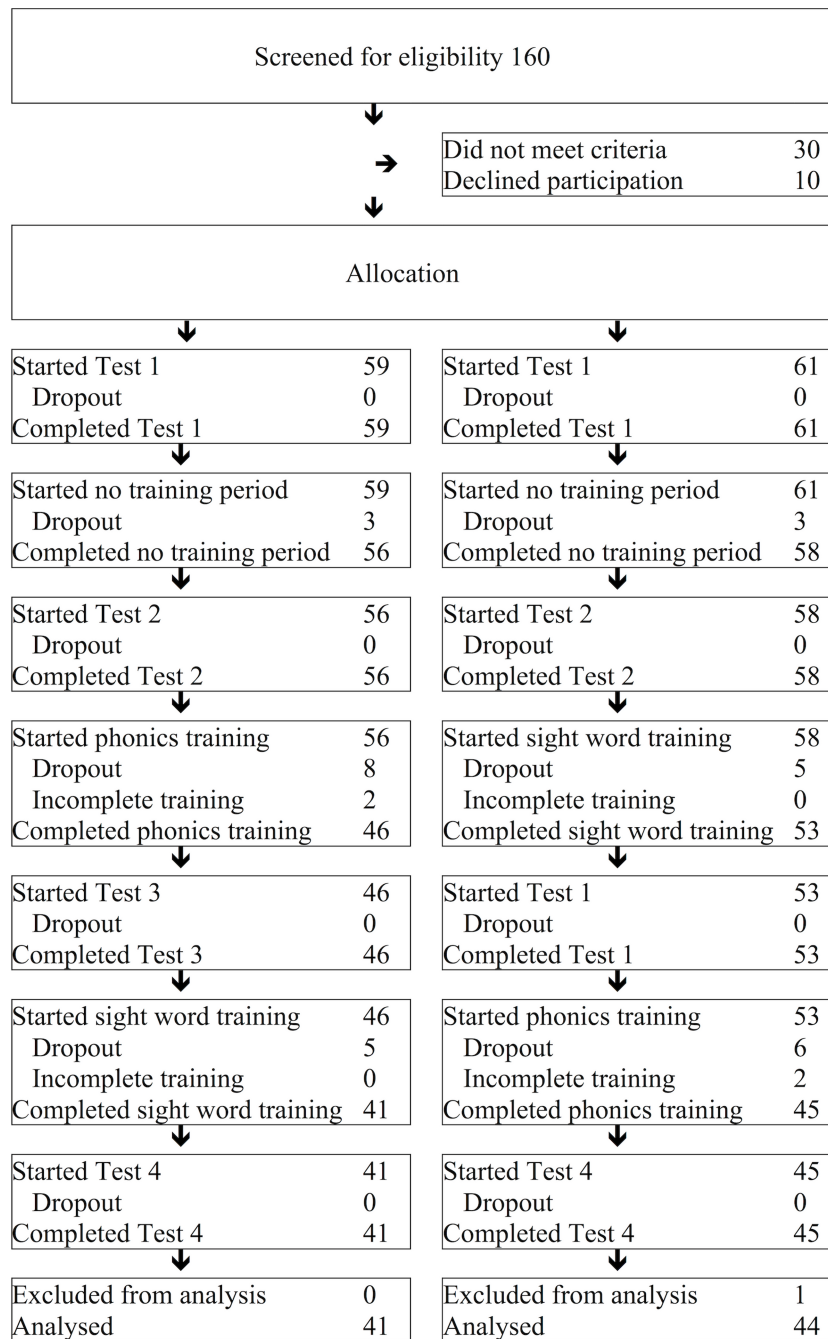 Screened for eligibility 160
Did not meet criteria 30
Declined participation 10
Allocation
Started Test 1 59
Dropout 0
Completed Test 1 59
Started Test 1 61
Dropout 0
Completed Test 1 61
Started no training period 59
Dropout 3
Completed no training period 56
Started no training period 61
Dropout 3
Completed no training period 58
Started Test 2 56
Dropout 0
Completed Test 2 56
Started Test 2 58
Dropout 0
Completed Test 2 58
Started phonics training 56
Dropout 8
Incomplete training 2
Completed phonics training 46
Started sight word training 58
Dropout 5
Incomplete training 0
Completed sight word training 53
Started Test 3 46
Dropout 0
Completed Test 3 46
Started Test 1 53
Dropout 0
Completed Test 1 53
Started sight word training 46
Dropout 5
Incomplete training 0
Completed sight word training 41
Started phonics training 53
Dropout 6
Incomplete training 2
Completed phonics training 45
Started Test 4 41
Dropout 0
Completed Test 4 41
Started Test 4 45
Dropout 0
Completed Test 4 45
Excluded from analysis 0
Analysed 41
Excluded from analysis 1
Analysed 44